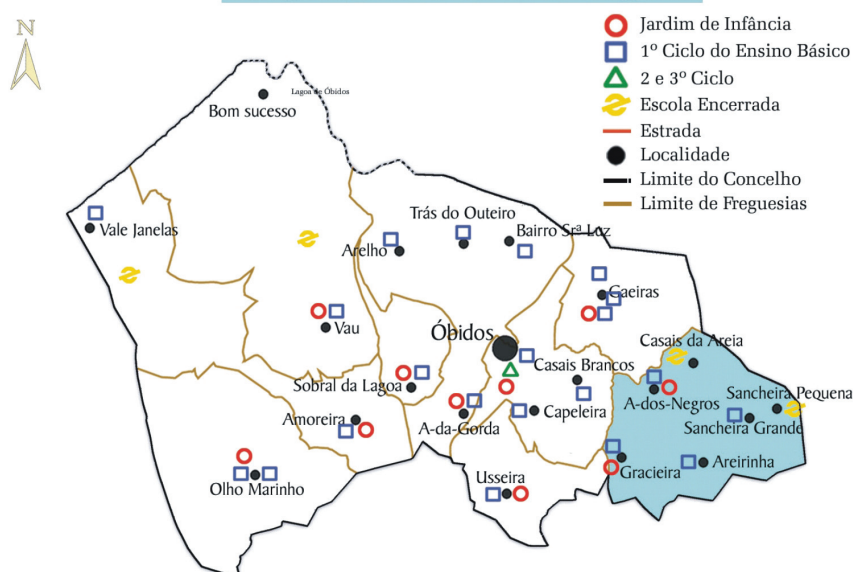 N
Jardim de Infância
1º Ciclo do Ensino Básico
2 e 3º Ciclo
Escola Encerrada
Estrada
Localidade
Limite do Concelho
Limite de Freguesias
Lagoa de Óbidos
Bom sucesso
Vale Janelas
Trás do Outeiro
Bairro Srª Luz
Arelho
Gaeiras
Vau
Óbidos
Casais da Areia
Casais Brancos
Sobral da Lagoa
A-dos-Negros
Sancheira Pequena
Amoreira
A-da-Gorda
Capeleira
Sancheira Grande
Olho Marinho
Usseira
Gracieira
Areirinha